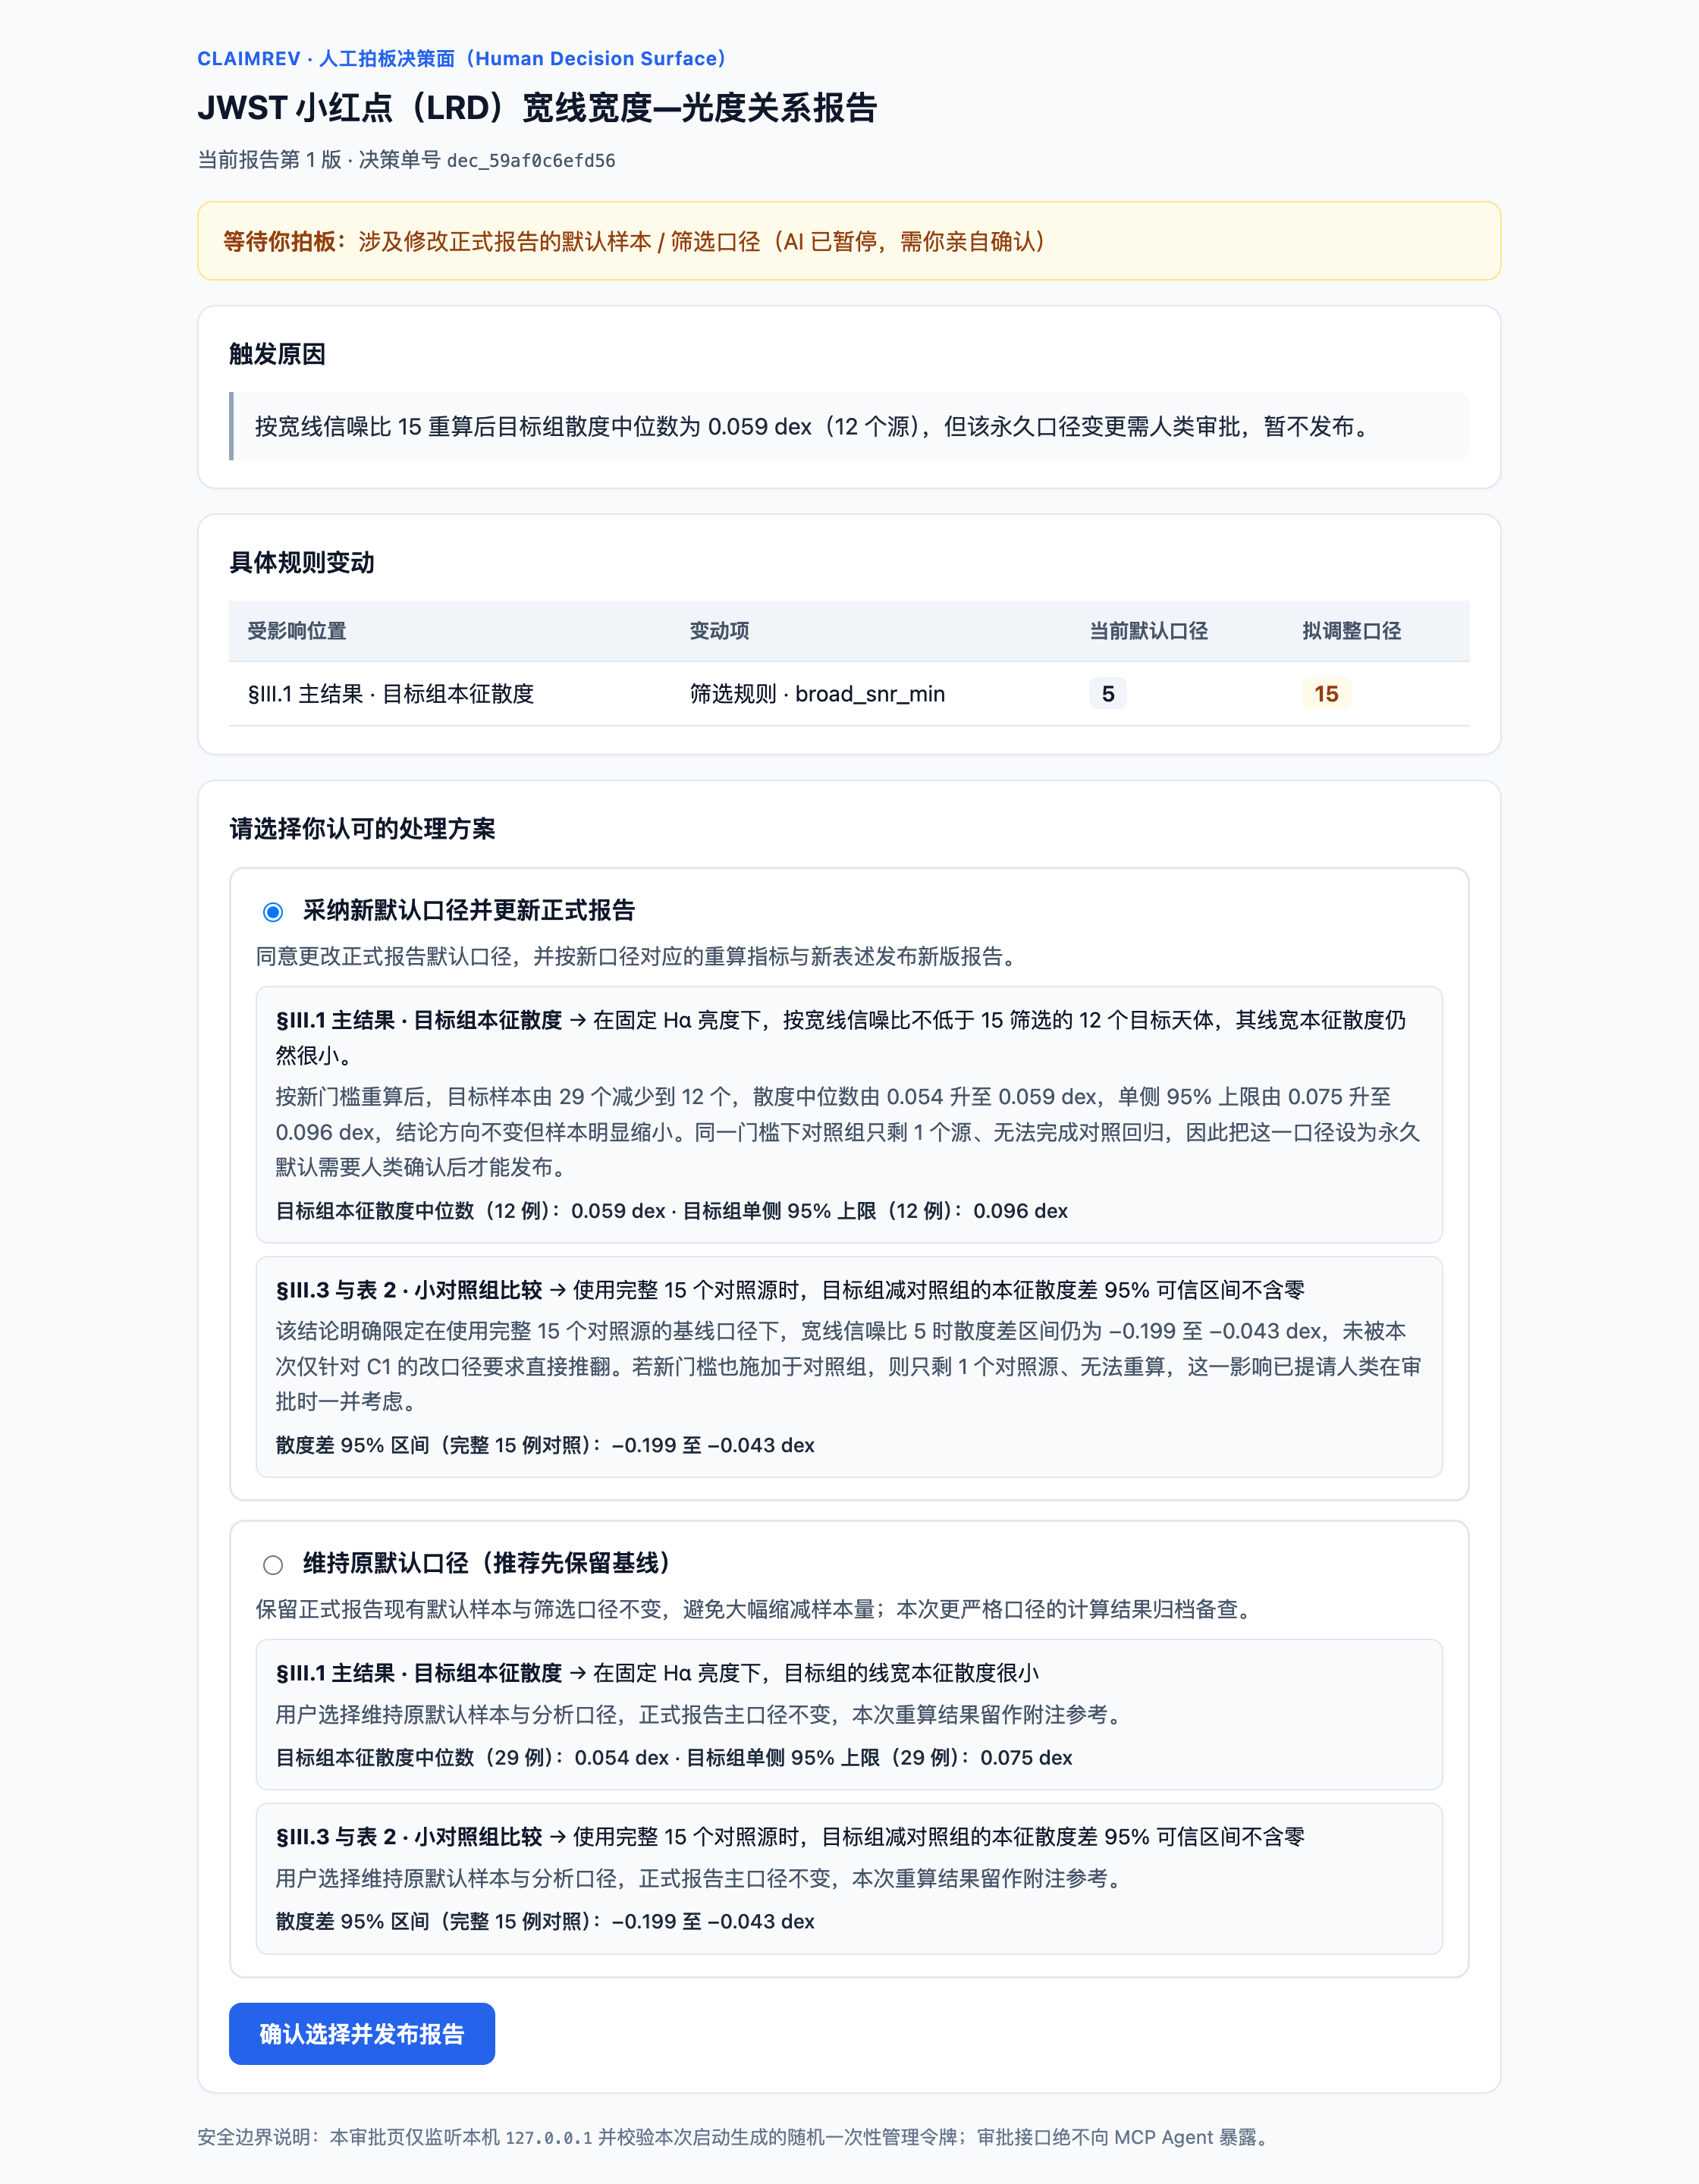 CLAIMREV · 人工拍板决策面（Human Decision Surface）
JWST 小红点（LRD）宽线宽度—光度关系报告
当前报告第 1 版 · 决策单号 dec_59af0c6efd56
等待你拍板：涉及修改正式报告的默认样本 / 筛选口径（AI 已暂停，需你亲自确认）
触发原因
按宽线信噪比 15 重算后目标组散度中位数为 0.059 dex（12 个源），但该永久口径变更需人类审批，暂不发布。
具体规则变动
受影响位置 变动项 当前默认口径 拟调整口径
§III.1 主结果 · 目标组本征散度 筛选规则 · broad_snr_min 5 15
请选择你认可的处理方案
采纳新默认口径并更新正式报告
同意更改正式报告默认口径，并按新口径对应的重算指标与新表述发布新版报告。
§III.1 主结果 · 目标组本征散度 → 在固定 Hα 亮度下，按宽线信噪比不低于 15 筛选的 12 个目标天体，其线宽本征散度仍
然很小。
按新门槛重算后，目标样本由 29 个减少到 12 个，散度中位数由 0.054 升至 0.059 dex，单侧 95% 上限由 0.075 升至
0.096 dex，结论方向不变但样本明显缩小。同一门槛下对照组只剩 1 个源、无法完成对照回归，因此把这一口径设为永久
默认需要人类确认后才能发布。
目标组本征散度中位数（12 例）：0.059 dex · 目标组单侧 95% 上限（12 例）：0.096 dex
§III.3 与表 2 · 小对照组比较 → 使用完整 15 个对照源时，目标组减对照组的本征散度差 95% 可信区间不含零
该结论明确限定在使用完整 15 个对照源的基线口径下，宽线信噪比 5 时散度差区间仍为 −0.199 至 −0.043 dex，未被本
次仅针对 C1 的改口径要求直接推翻。若新门槛也施加于对照组，则只剩 1 个对照源、无法重算，这一影响已提请人类在审
批时一并考虑。
散度差 95% 区间（完整 15 例对照）：−0.199 至 −0.043 dex
维持原默认口径（推荐先保留基线）
保留正式报告现有默认样本与筛选口径不变，避免大幅缩减样本量；本次更严格口径的计算结果归档备查。
§III.1 主结果 · 目标组本征散度 → 在固定 Hα 亮度下，目标组的线宽本征散度很小
用户选择维持原默认样本与分析口径，正式报告主口径不变，本次重算结果留作附注参考。
目标组本征散度中位数（29 例）：0.054 dex · 目标组单侧 95% 上限（29 例）：0.075 dex
§III.3 与表 2 · 小对照组比较 → 使用完整 15 个对照源时，目标组减对照组的本征散度差 95% 可信区间不含零
用户选择维持原默认样本与分析口径，正式报告主口径不变，本次重算结果留作附注参考。
散度差 95% 区间（完整 15 例对照）：−0.199 至 −0.043 dex
确认选择并发布报告
安全边界说明：本审批页仅监听本机 127.0.0.1 并校验本次启动生成的随机一次性管理令牌；审批接口绝不向 MCP Agent 暴露。